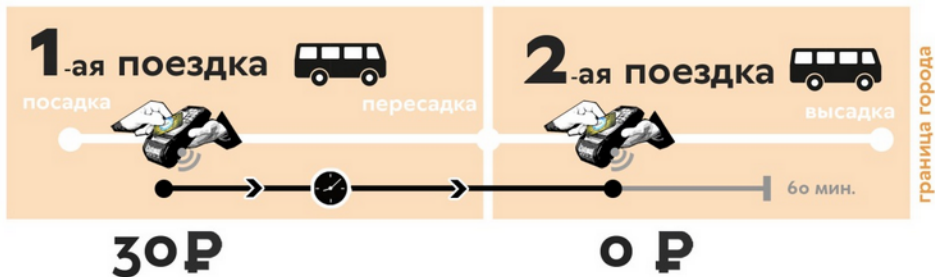 1-ая поездка
посадка
пересадка
2-ая поездка
высадка
60 мин.
30 ₽
0 ₽
граница города